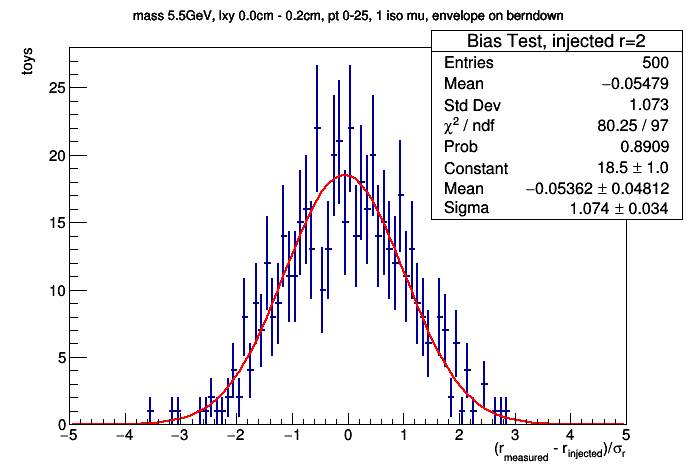 mass 5.5GeV, lxy 0.0cm - 0.2cm, pt 0-25, 1 iso mu, envelope on berndown
toys
Bias Test, injected r=2
Entries 500
Mean −0.05479
Std Dev 1.073
χ² / ndf 80.25 / 97
Prob 0.8909
Constant 18.5 ± 1.0
Mean −0.05362 ± 0.04812
Sigma 1.074 ± 0.034
25
20
15
10
5
0
−5 −4 −3 −2 −1 0 1 2 3 4 5
(r_measured - r_injected)/σ_r